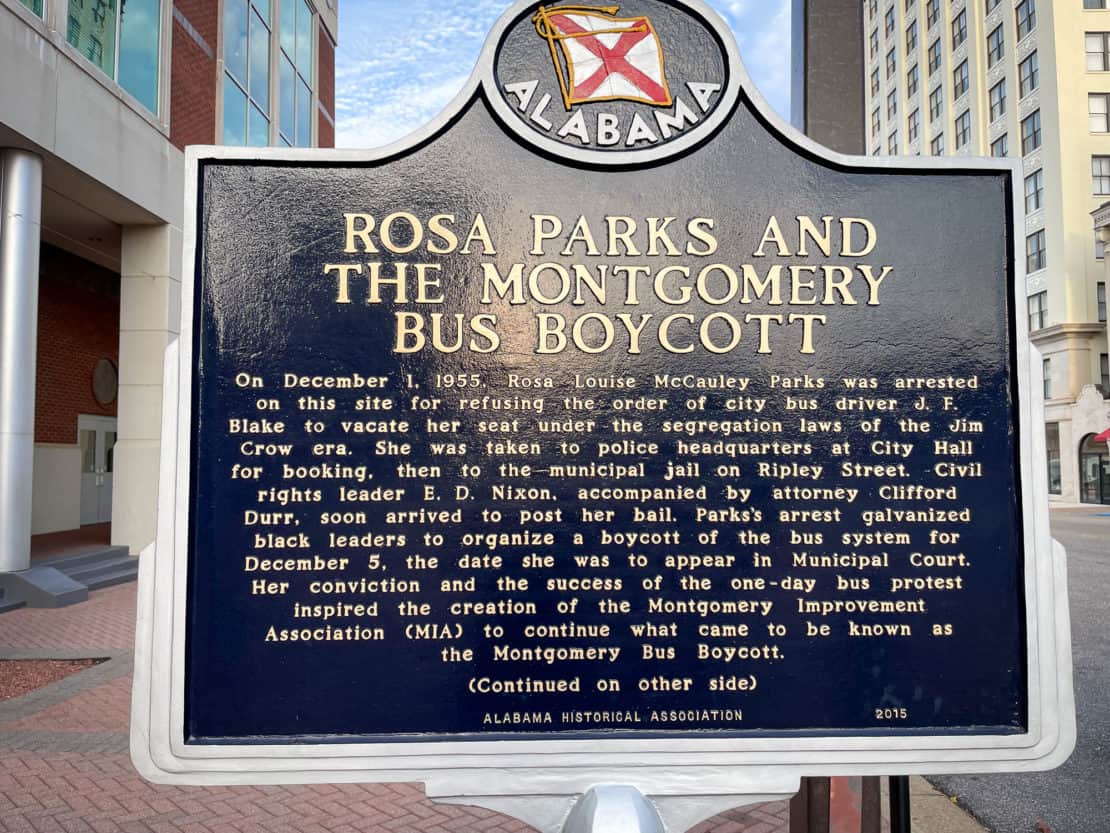 ALABAMA
ROSA PARKS AND
THE MONTGOMERY
BUS BOYCOTT
On December 1, 1955, Rosa Louise McCauley Parks was arrested
on this site for refusing the order of city bus driver J. F.
Blake to vacate her seat under the segregation laws of the Jim
Crow era. She was taken to police headquarters at City Hall
for booking, then to the municipal jail on Ripley Street. Civil
rights leader E. D. Nixon, accompanied by attorney Clifford
Durr, soon arrived to post her bail. Parks's arrest galvanized
black leaders to organize a boycott of the bus system for
December 5, the date she was to appear in Municipal Court.
Her conviction and the success of the one-day bus protest
inspired the creation of the Montgomery Improvement
Association (MIA) to continue what came to be known as
the Montgomery Bus Boycott.
(Continued on other side)
ALABAMA HISTORICAL ASSOCIATION 2015